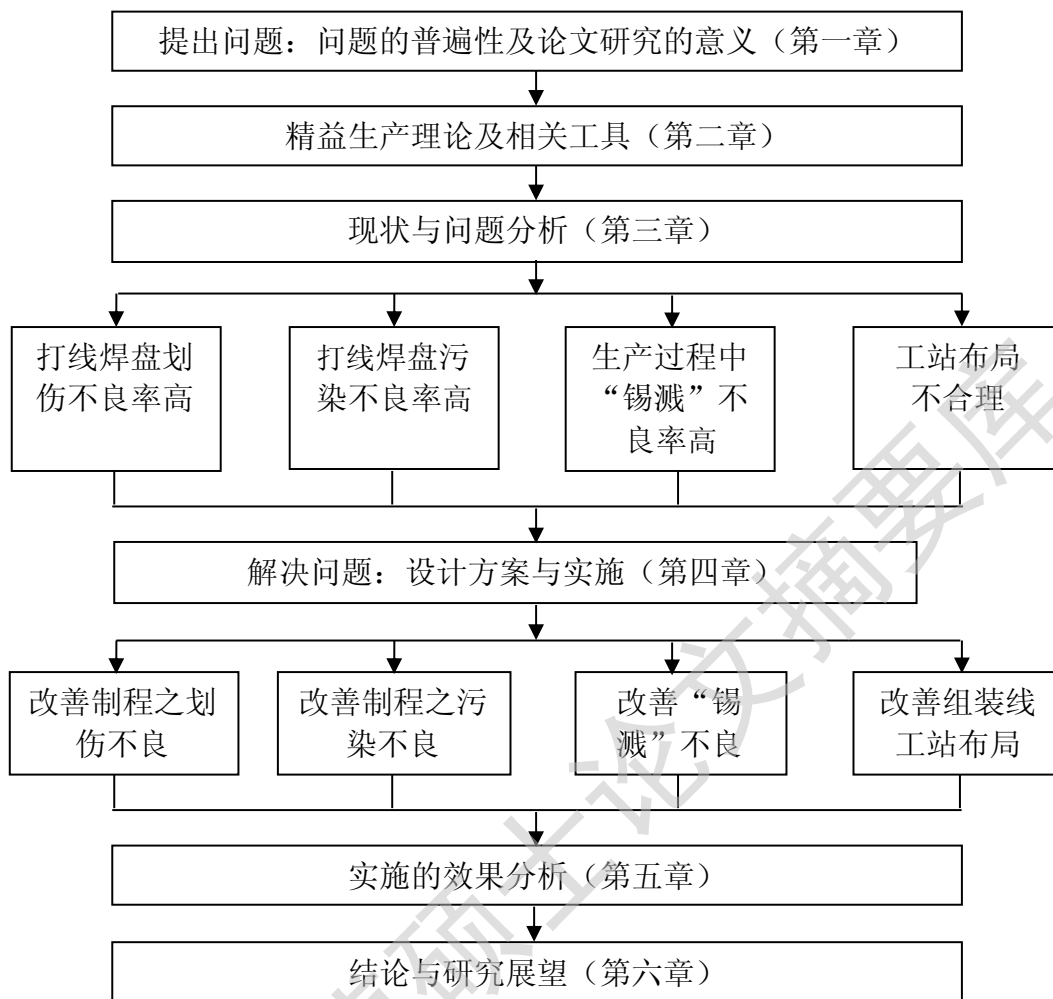 提出问题：问题的普遍性及论文研究的意义（第一章）
精益生产理论及相关工具（第二章）
现状与问题分析（第三章）
打线焊盘划
伤不良率高
打线焊盘污
染不良率高
生产过程中
“锡溅”不
良率高
工站布局
不合理
解决问题：设计方案与实施（第四章）
改善制程之划
伤不良
改善制程之污
染不良
改善“锡
溅”不良
改善组装线
工站布局
实施的效果分析（第五章）
结论与研究展望（第六章）
硕士论文摘要库